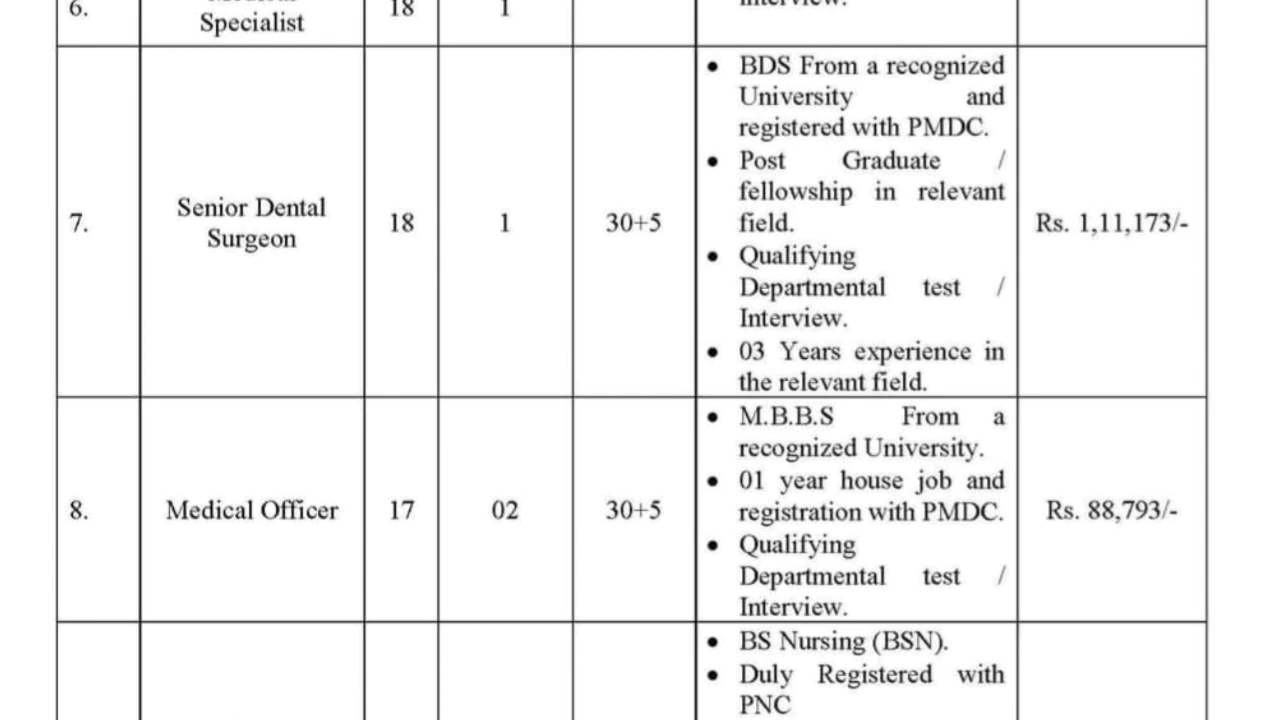 6.
Specialist
18
1
Interview.
7.
Senior Dental
Surgeon
18
1
30+5
• BDS From a recognized
University and
registered with PMDC.
• Post Graduate /
fellowship in relevant
field.
• Qualifying
Departmental test /
Interview.
• 03 Years experience in
the relevant field.
Rs. 1,11,173/-
8.
Medical Officer
17
02
30+5
• M.B.B.S From a
recognized University.
• 01 year house job and
registration with PMDC.
• Qualifying
Departmental test /
Interview.
Rs. 88,793/-
• BS Nursing (BSN).
• Duly Registered with
PNC